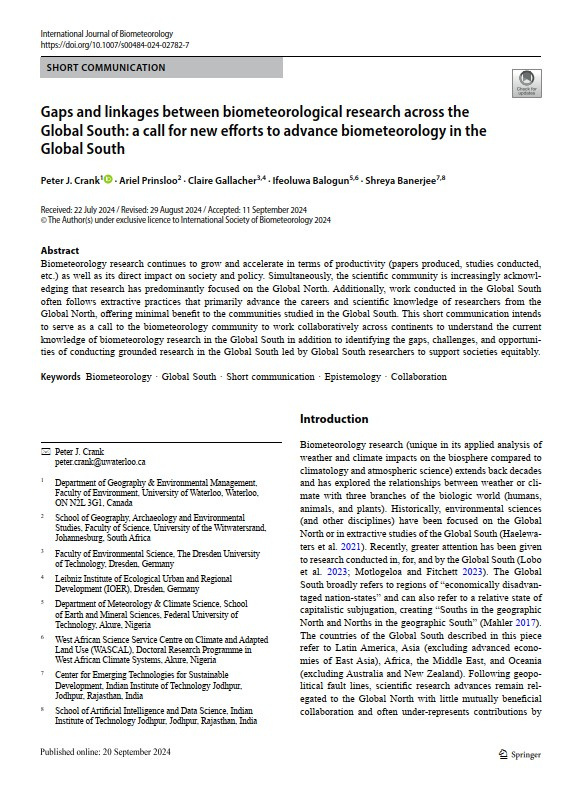 International Journal of Biometeorology
https://doi.org/10.1007/s00484-024-02782-7
SHORT COMMUNICATION
Check for
updates
Gaps and linkages between biometeorological research across the
Global South: a call for new efforts to advance biometeorology in the
Global South
Peter J. Crank1 · Ariel Prinsloo2 · Claire Gallacher3,4 · Ifeoluwa Balogun5,6 · Shreya Banerjee7,8
Received: 22 July 2024 / Revised: 29 August 2024 / Accepted: 11 September 2024
© The Author(s) under exclusive licence to International Society of Biometeorology 2024
Abstract
Biometeorology research continues to grow and accelerate in terms of productivity (papers produced, studies conducted,
etc.) as well as its direct impact on society and policy. Simultaneously, the scientific community is increasingly acknowl-
edging that research has predominantly focused on the Global North. Additionally, work conducted in the Global South
often follows extractive practices that primarily advance the careers and scientific knowledge of researchers from the
Global North, offering minimal benefit to the communities studied in the Global South. This short communication intends
to serve as a call to the biometeorology community to work collaboratively across continents to understand the current
knowledge of biometeorology research in the Global South in addition to identifying the gaps, challenges, and opportuni-
ties of conducting grounded research in the Global South led by Global South researchers to support societies equitably.
Keywords Biometeorology · Global South · Short communication · Epistemology · Collaboration
Peter J. Crank
peter.crank@uwaterloo.ca
1 Department of Geography & Environmental Management,
Faculty of Environment, University of Waterloo, Waterloo,
ON N2L 3G1, Canada
2 School of Geography, Archaeology and Environmental
Studies, Faculty of Science, University of the Witwatersrand,
Johannesburg, South Africa
3 Faculty of Environmental Science, The Dresden University
of Technology, Dresden, Germany
4 Leibniz Institute of Ecological Urban and Regional
Development (IOER), Dresden, Germany
5 Department of Meteorology & Climate Science, School
of Earth and Mineral Sciences, Federal University of
Technology, Akure, Nigeria
6 West African Science Service Centre on Climate and Adapted
Land Use (WASCAL), Doctoral Research Programme in
West African Climate Systems, Akure, Nigeria
7 Center for Emerging Technologies for Sustainable
Development, Indian Institute of Technology Jodhpur,
Jodhpur, Rajasthan, India
8 School of Artificial Intelligence and Data Science, Indian
Institute of Technology Jodhpur, Jodhpur, Rajasthan, India
Introduction
Biometeorology research (unique in its applied analysis of
weather and climate impacts on the biosphere compared to
climatology and atmospheric science) extends back decades
and has explored the relationships between weather or cli-
mate with three branches of the biologic world (humans,
animals, and plants). Historically, environmental sciences
(and other disciplines) have been focused on the Global
North or in extractive studies of the Global South (Haelewa-
ters et al. 2021). Recently, greater attention has been given
to research conducted in, for, and by the Global South (Lobo
et al. 2023; Motlogeloa and Fitchett 2023). The Global
South broadly refers to regions of “economically disadvan-
taged nation-states” and can also refer to a relative state of
capitalistic subjugation, creating “Souths in the geographic
North and Norths in the geographic South” (Mahler 2017).
The countries of the Global South described in this piece
refer to Latin America, Asia (excluding advanced econo-
mies of East Asia), Africa, the Middle East, and Oceania
(excluding Australia and New Zealand). Following geopo-
litical fault lines, scientific research advances remain rel-
egated to the Global North with little mutually beneficial
collaboration and often under-represents contributions by
Published online: 20 September 2024
Springer